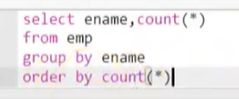 select ename,count(*)
from emp
group by ename
order by count(*)